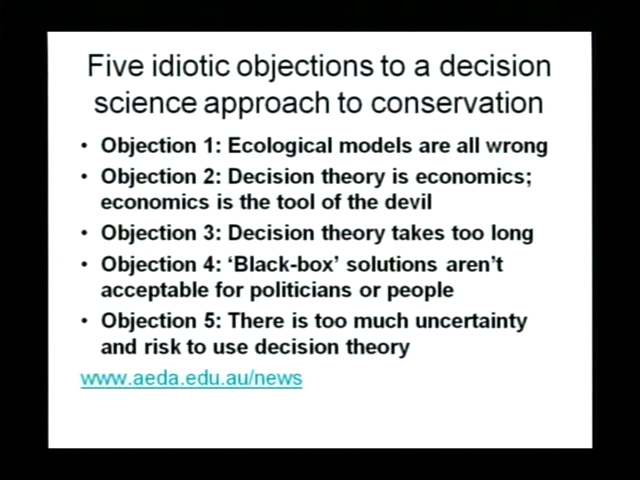 Five idiotic objections to a decision
science approach to conservation
• Objection 1: Ecological models are all wrong
• Objection 2: Decision theory is economics;
economics is the tool of the devil
• Objection 3: Decision theory takes too long
• Objection 4: ‘Black-box’ solutions aren’t
acceptable for politicians or people
• Objection 5: There is too much uncertainty
and risk to use decision theory
www.aeda.edu.au/news